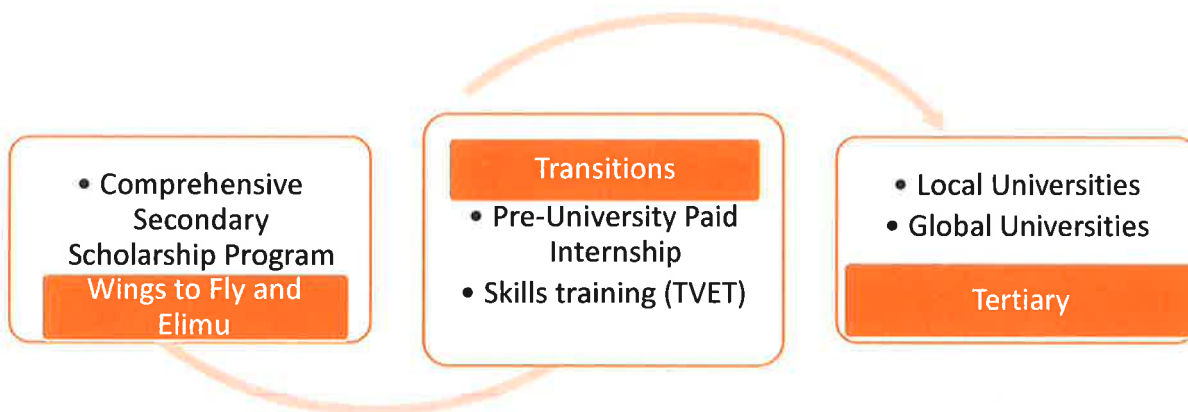 • Comprehensive
Secondary
Scholarship Program
Wings to Fly and
Elimu
Transitions
• Pre-University Paid
Internship
• Skills training (TVET)
• Local Universities
• Global Universities
Tertiary